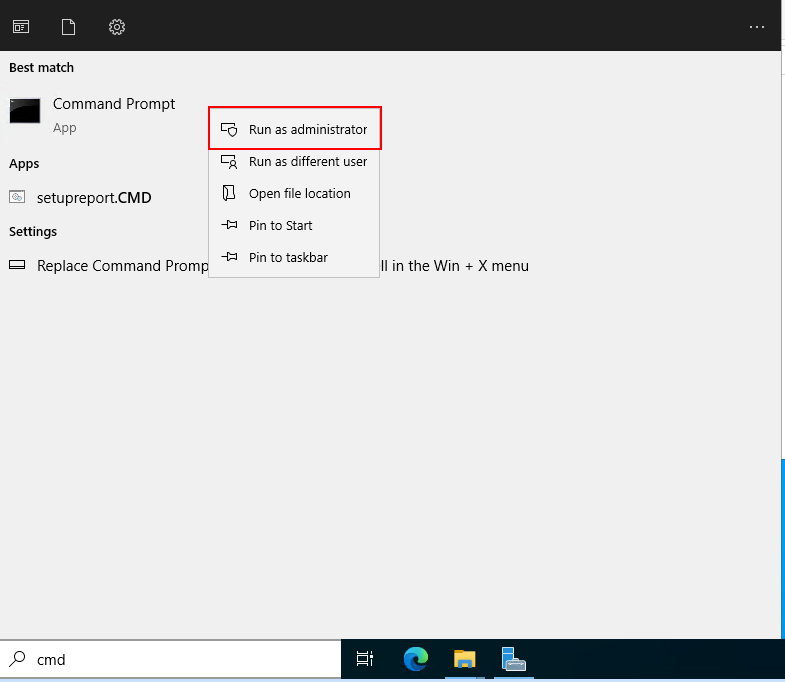 Best match
Command Prompt
App
Run as administrator
Run as different user
Apps
setupreport.CMD
Open file location
Pin to Start
Settings
Pin to taskbar
Replace Command Promp ll in the Win + X menu
cmd